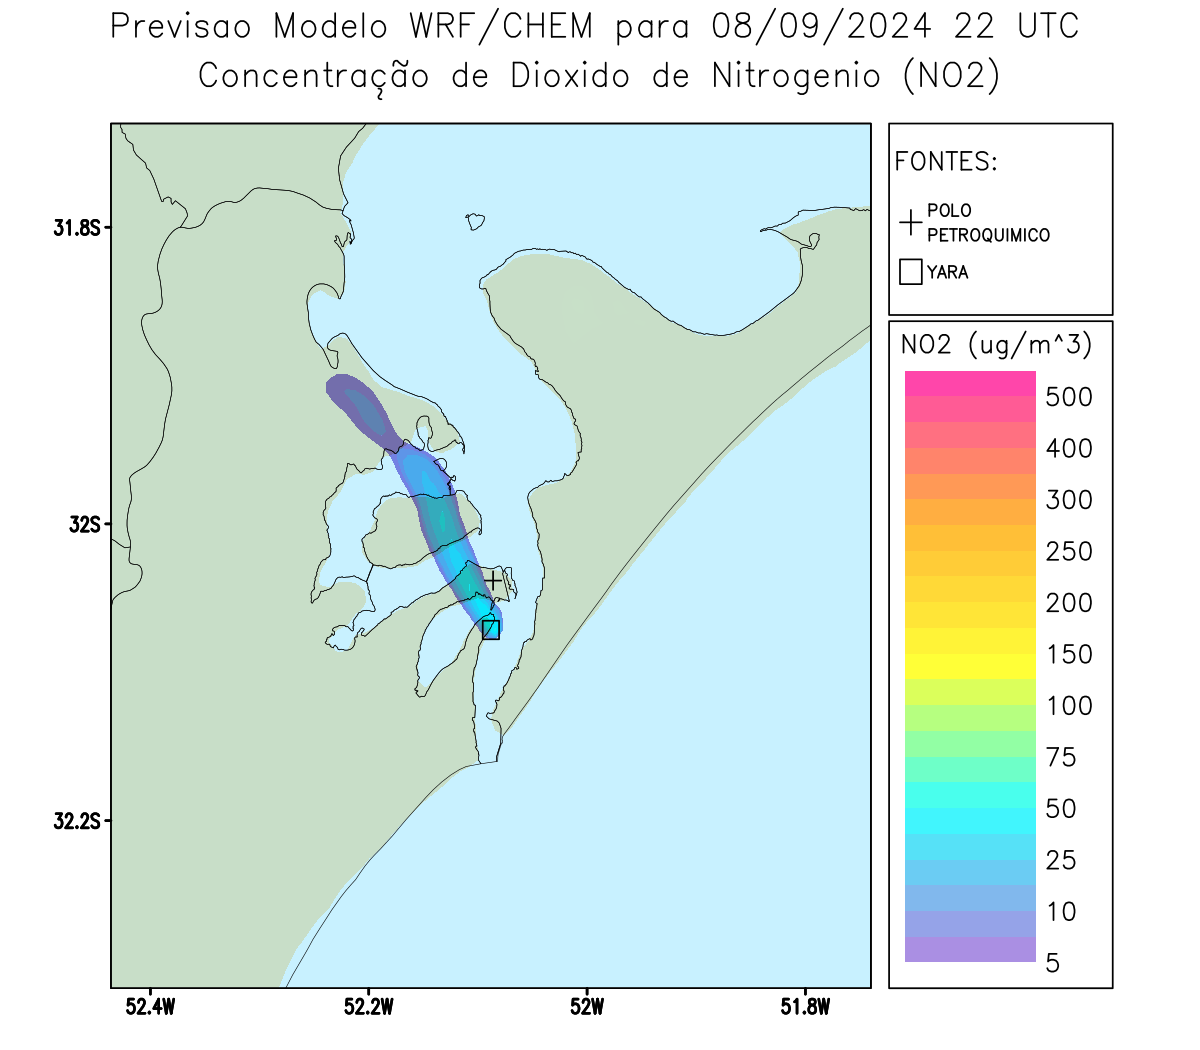 Previsao Modelo WRF/CHEM para 08/09/2024 22 UTC
Concentração de Dioxido de Nitrogenio (NO2)
FONTES:
POLO
PETROQUIMICO
YARA
31.8S
32S
32.2S
52.4W
52.2W
52W
51.8W
NO2 (ug/m^3)
500
400
300
250
200
150
100
75
50
25
10
5